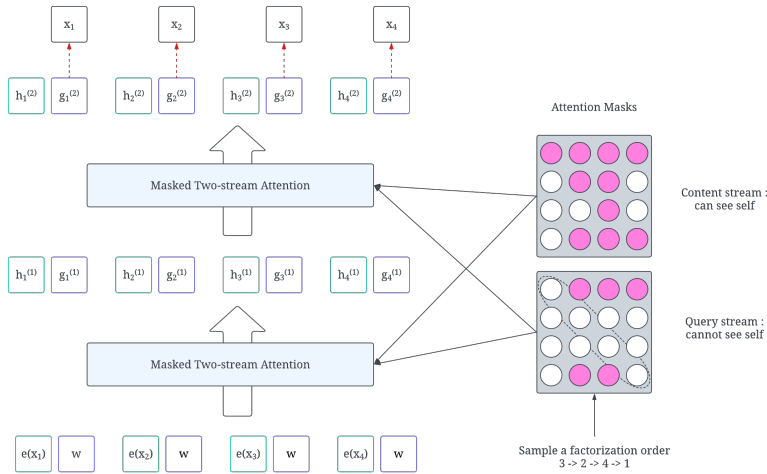 x₁ x₂ x₃ x₄
h₁⁽²⁾ g₁⁽²⁾ h₂⁽²⁾ g₂⁽²⁾ h₃⁽²⁾ g₃⁽²⁾ h₄⁽²⁾ g₄⁽²⁾
Attention Masks
Masked Two-stream Attention
Content stream :
can see self
h₁⁽¹⁾ g₁⁽¹⁾ h₂⁽¹⁾ g₂⁽¹⁾ h₃⁽¹⁾ g₃⁽¹⁾ h₄⁽¹⁾ g₄⁽¹⁾
Query stream :
cannot see self
Masked Two-stream Attention
e(x₁) w e(x₂) w e(x₃) w e(x₄) w
Sample a factorization order
3 -> 2 -> 4 -> 1